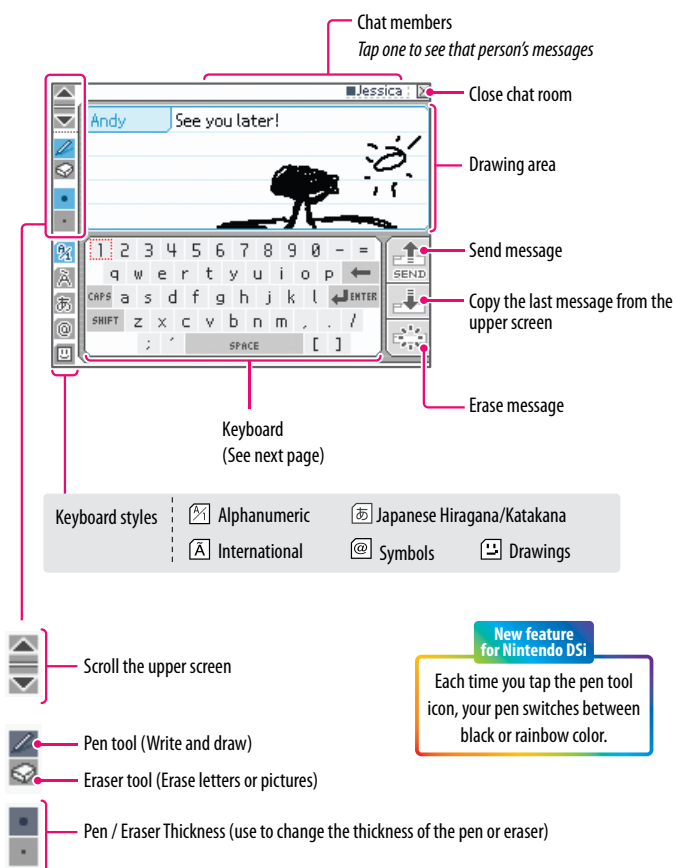 Chat members
Tap one to see that person's messages
Jessica
Close chat room
Andy
See you later!
Drawing area
1 2 3 4 5 6 7 8 9 0 - =
q w e r t y u i o p ←
CAPS a s d f g h j k l ENTER
SHIFT z x c v b n m , . /
; ´ SPACE [ ]
A/1
Ã
あ
@
Send message
SEND
Copy the last message from the
upper screen
Erase message
Keyboard
(See next page)
Keyboard styles
A/1 Alphanumeric
あ Japanese Hiragana/Katakana
Ã International
@ Symbols
Drawings
New feature
for Nintendo DSi
Each time you tap the pen tool
icon, your pen switches between
black or rainbow color.
Scroll the upper screen
Pen tool (Write and draw)
Eraser tool (Erase letters or pictures)
Pen / Eraser Thickness (use to change the thickness of the pen or eraser)